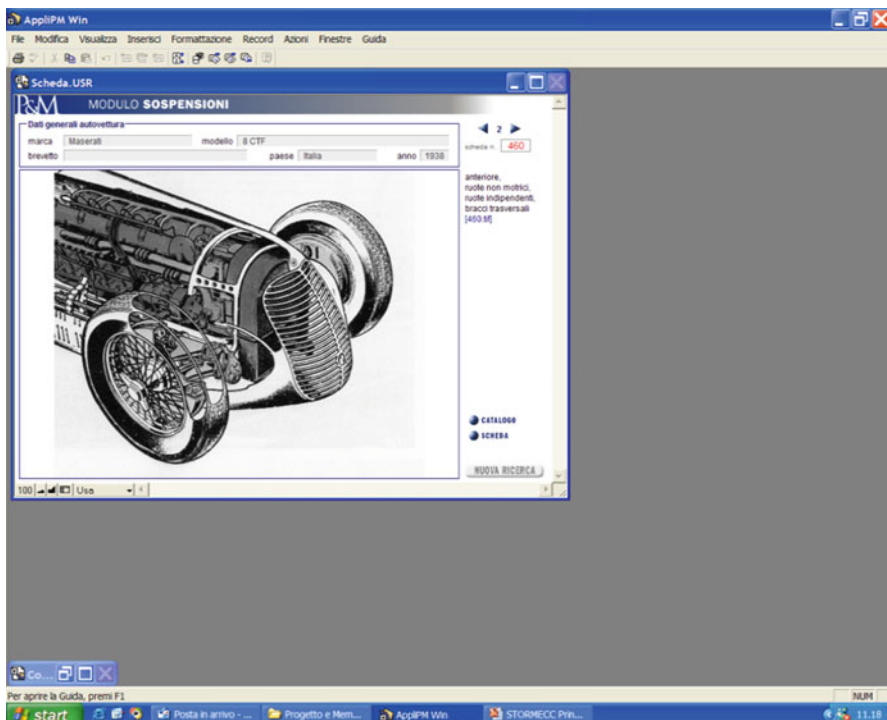 AppliPM Win
File Modifica Visualizza Inserisci Formattazione Record Azioni Finestre Guida
Scheda.USR
P&M MODULO SOSPENSIONI
Dati generali autovettura
marca Maserati modello 8 CTF
brevetto paese Italia anno 1938
2
scheda n. 460
anteriore,
ruote non motrici,
ruote indipendenti,
bracci trasversali
[460.tif]
CATALOGO
SCHEDA
NUOVA RICERCA
100 Usa
Co...
Per aprire la Guida, premi F1 NUM
start Posta in arrivo - ... Progetto e Mem... AppliPM Win STORMECC Prin... 11.18